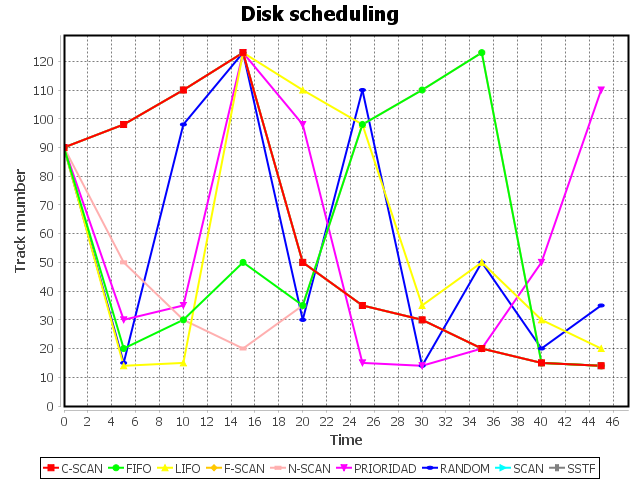 Disk scheduling
120
110
100
90
80
70
60
50
40
30
20
10
0
Track nnumber
0 2 4 6 8 10 12 14 16 18 20 22 24 26 28 30 32 34 36 38 40 42 44 46
Time
C-SCAN FIFO LIFO F-SCAN N-SCAN PRIORIDAD RANDOM SCAN SSTF